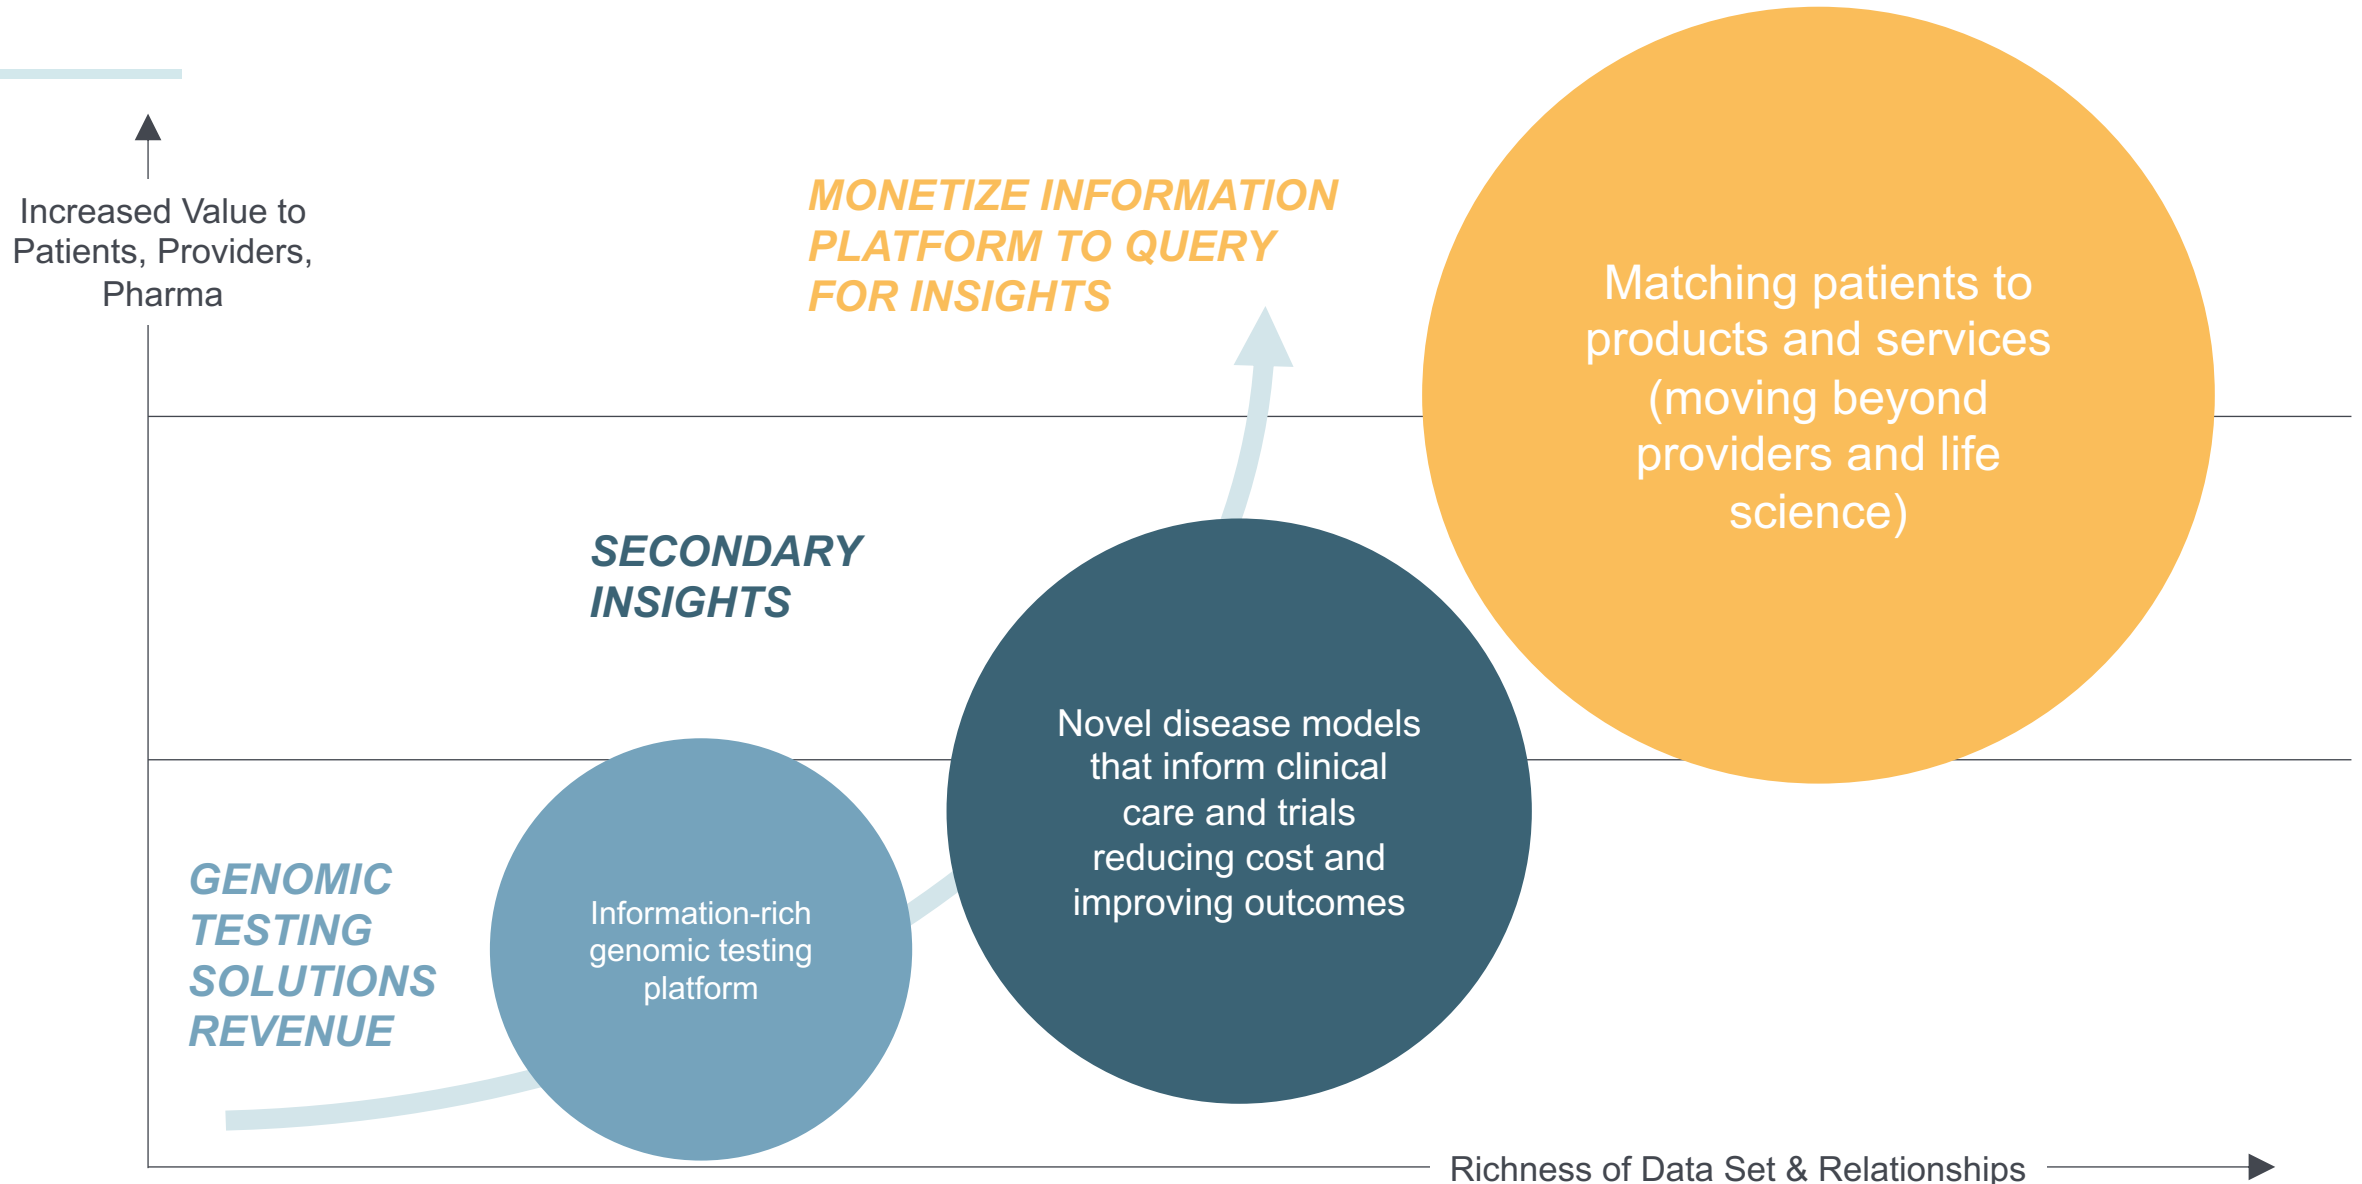 Increased Value to
Patients, Providers,
Pharma
MONETIZE INFORMATION
PLATFORM TO QUERY
FOR INSIGHTS
Matching patients to
products and services
(moving beyond
providers and life
science)
SECONDARY
INSIGHTS
Novel disease models
that inform clinical
care and trials
reducing cost and
improving outcomes
GENOMIC
TESTING
SOLUTIONS
REVENUE
Information-rich
genomic testing
platform
Richness of Data Set & Relationships